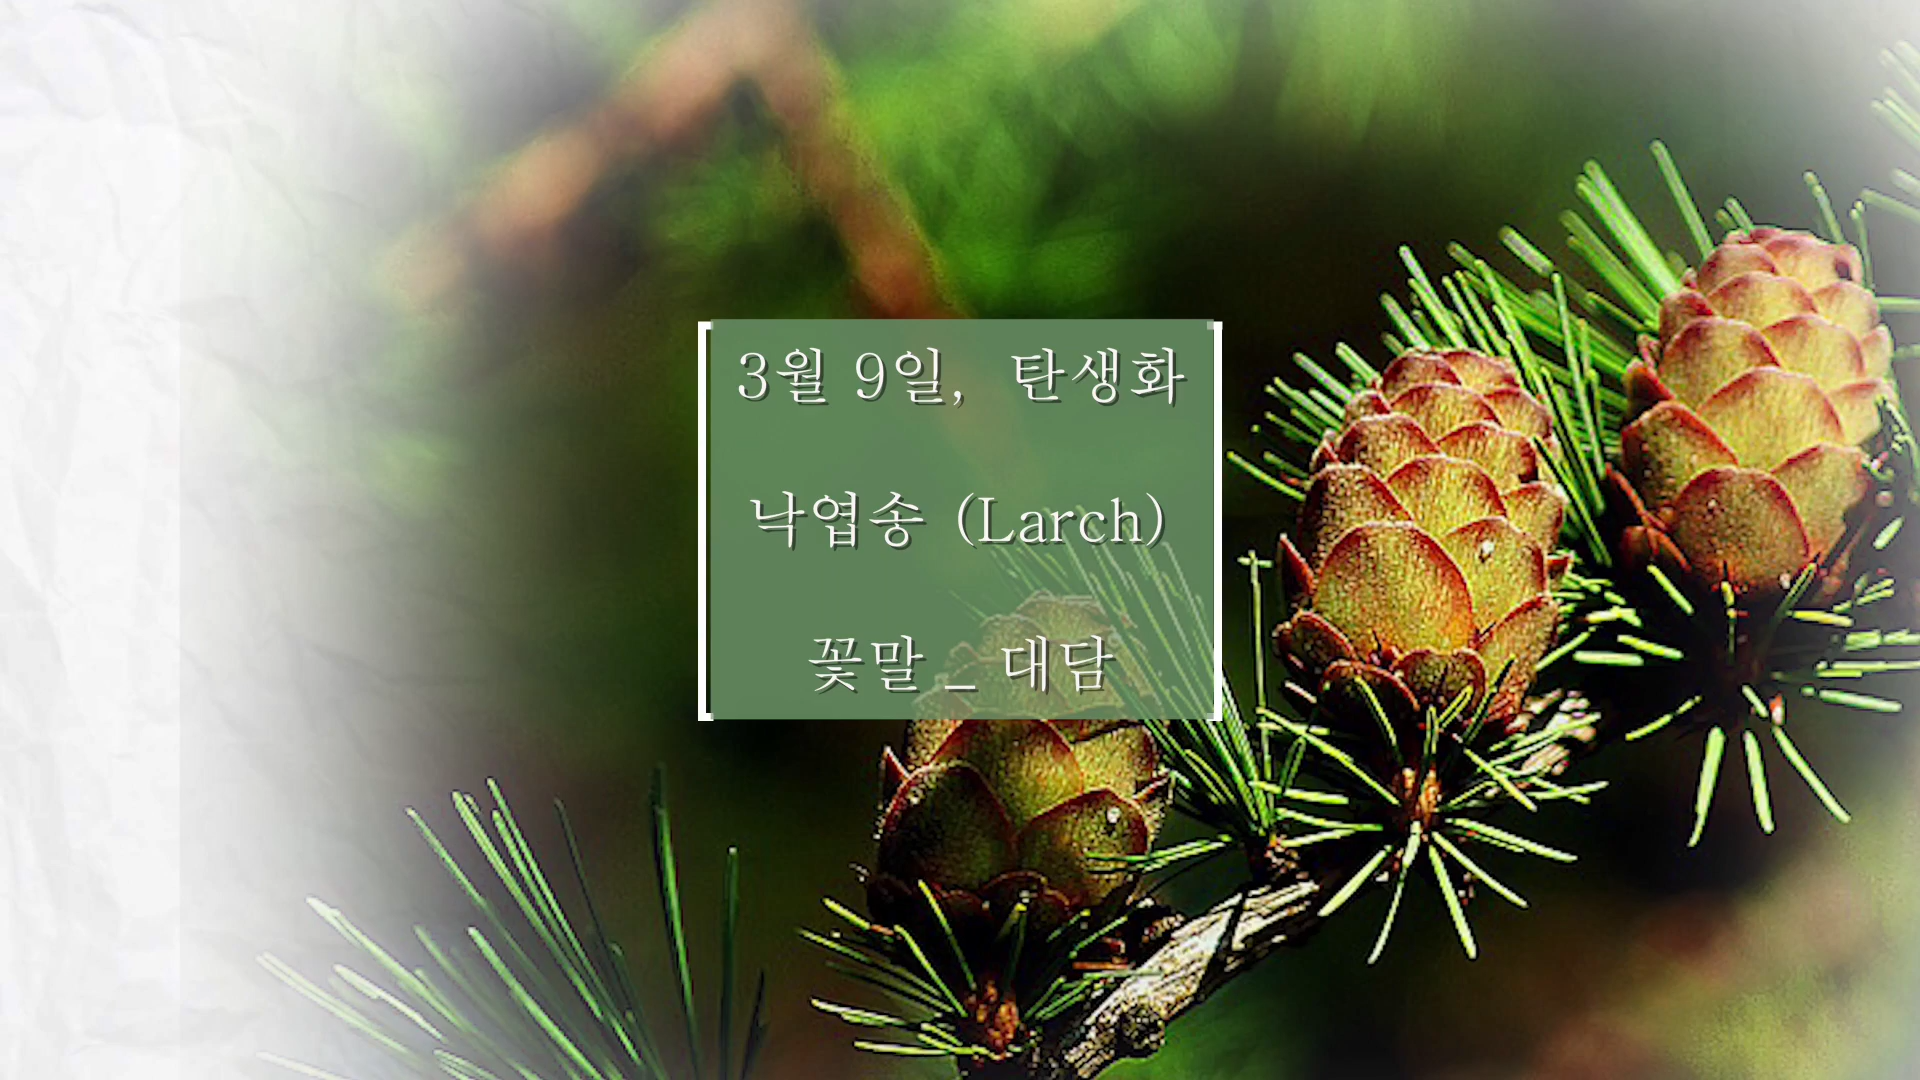 3월 9일, 탄생화
낙엽송 (Larch)
꽃말 _ 대담